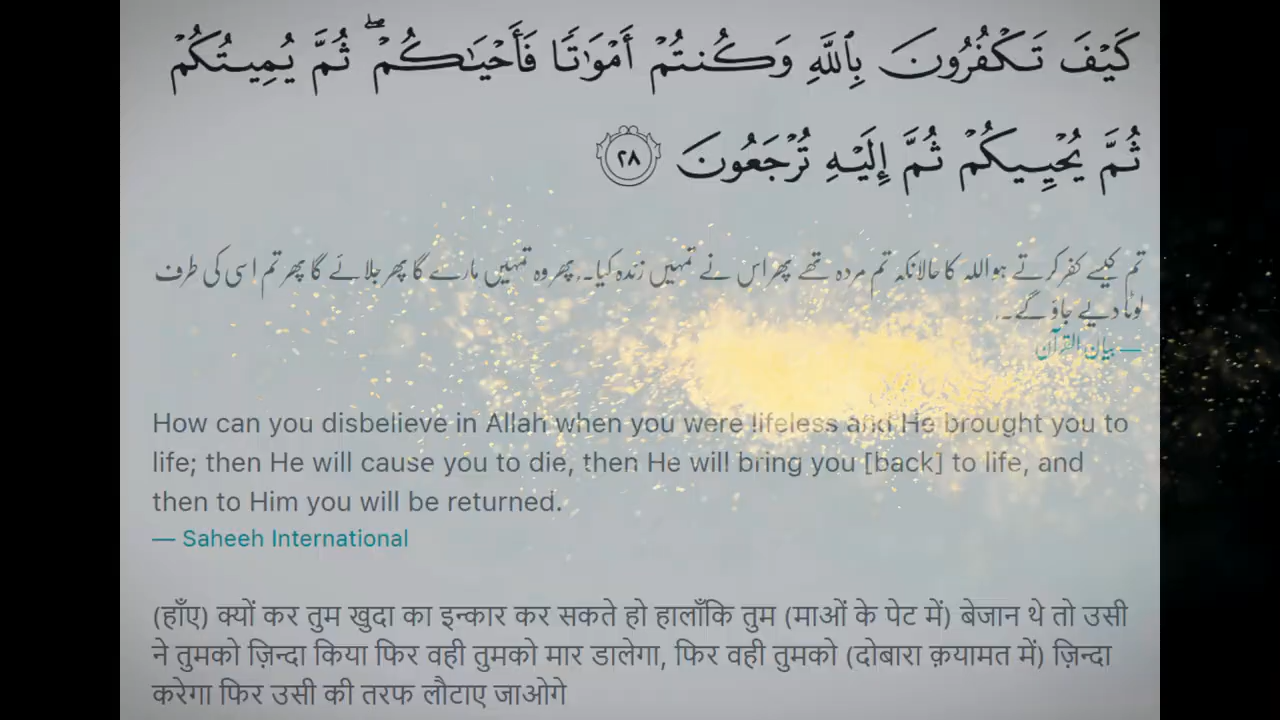 كَيْفَ تَكْفُرُونَ بِٱللَّهِ وَكُنتُمْ أَمْوَٰتًا فَأَحْيَـٰكُمْ ۖ ثُمَّ يُمِيتُكُمْ
ثُمَّ يُحْيِيكُمْ ثُمَّ إِلَيْهِ تُرْجَعُونَ ٢٨
تم کیسے کفر کرتے ہو اللہ کا حالانکہ تم مردہ تھے پھر اس نے تمہیں زندہ کیا۔ پھر وہ تمہیں مارے گا پھر جلائے گا پھر تم اسی کی طرف
لوٹا دیے جاؤ گے۔
— بیان القرآن
How can you disbelieve in Allah when you were lifeless and He brought you to
life; then He will cause you to die, then He will bring you [back] to life, and
then to Him you will be returned.
— Saheeh International
(हाँए) क्यों कर तुम खुदा का इन्कार कर सकते हो हालाँकि तुम (माओं के पेट में) बेजान थे तो उसी
ने तुमको ज़िन्दा किया फिर वही तुमको मार डालेगा, फिर वही तुमको (दोबारा क़यामत में) ज़िन्दा
करेगा फिर उसी की तरफ लौटाए जाओगे